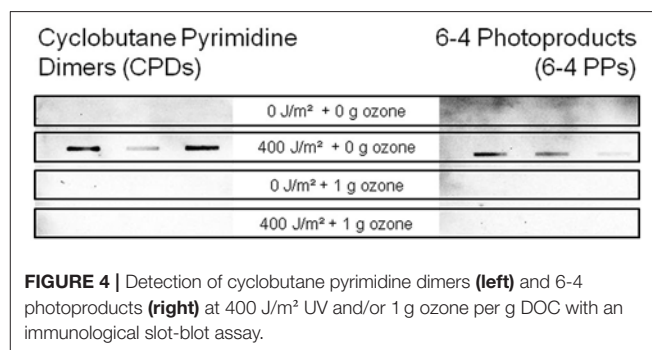 Cyclobutane Pyrimidine
Dimers (CPDs)
6-4 Photoproducts
(6-4 PPs)
0 J/m² + 0 g ozone
400 J/m² + 0 g ozone
0 J/m² + 1 g ozone
400 J/m² + 1 g ozone
FIGURE 4 | Detection of cyclobutane pyrimidine dimers (left) and 6-4
photoproducts (right) at 400 J/m² UV and/or 1 g ozone per g DOC with an
immunological slot-blot assay.